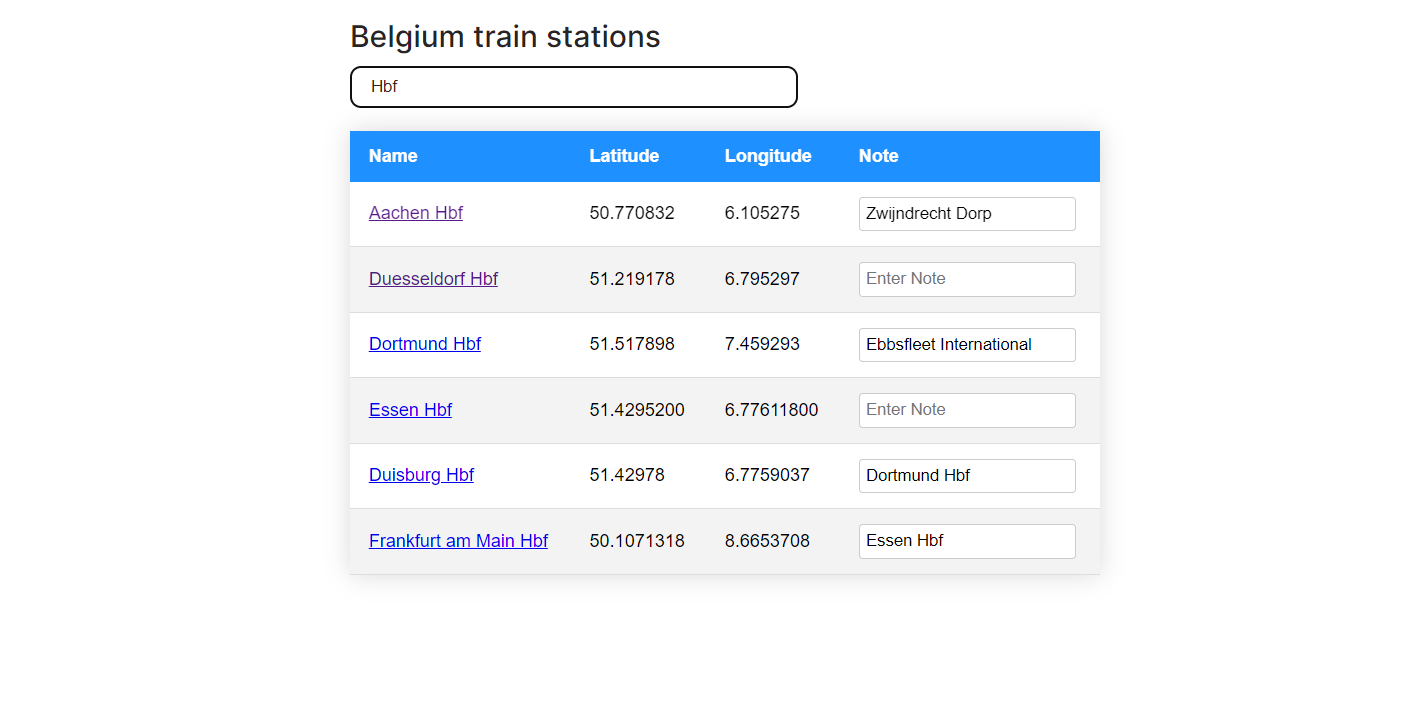 Belgium train stations
Hbf
Name Latitude Longitude Note
Aachen Hbf 50.770832 6.105275 Zwijndrecht Dorp
Duesseldorf Hbf 51.219178 6.795297 Enter Note
Dortmund Hbf 51.517898 7.459293 Ebbsfleet International
Essen Hbf 51.4295200 6.77611800 Enter Note
Duisburg Hbf 51.42978 6.7759037 Dortmund Hbf
Frankfurt am Main Hbf 50.1071318 8.6653708 Essen Hbf